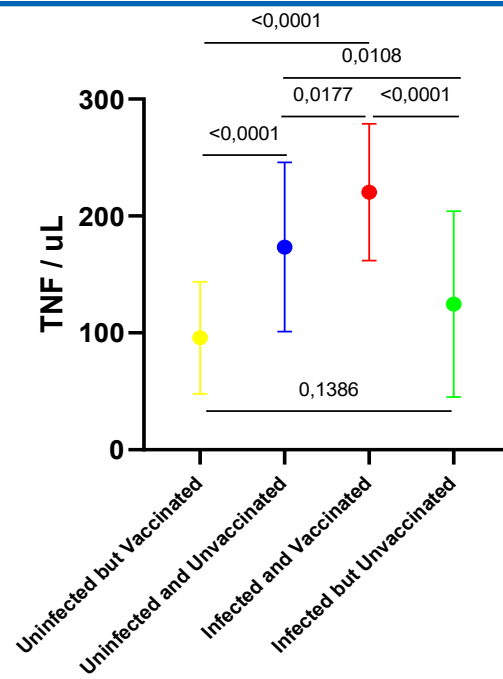 <0,0001
0,0108
0,0177
<0,0001
<0,0001
300
200
100
0
TNF / uL
0,1386
Uninfected but Vaccinated
Uninfected and Unvaccinated
Infected and Vaccinated
Infected but Unvaccinated